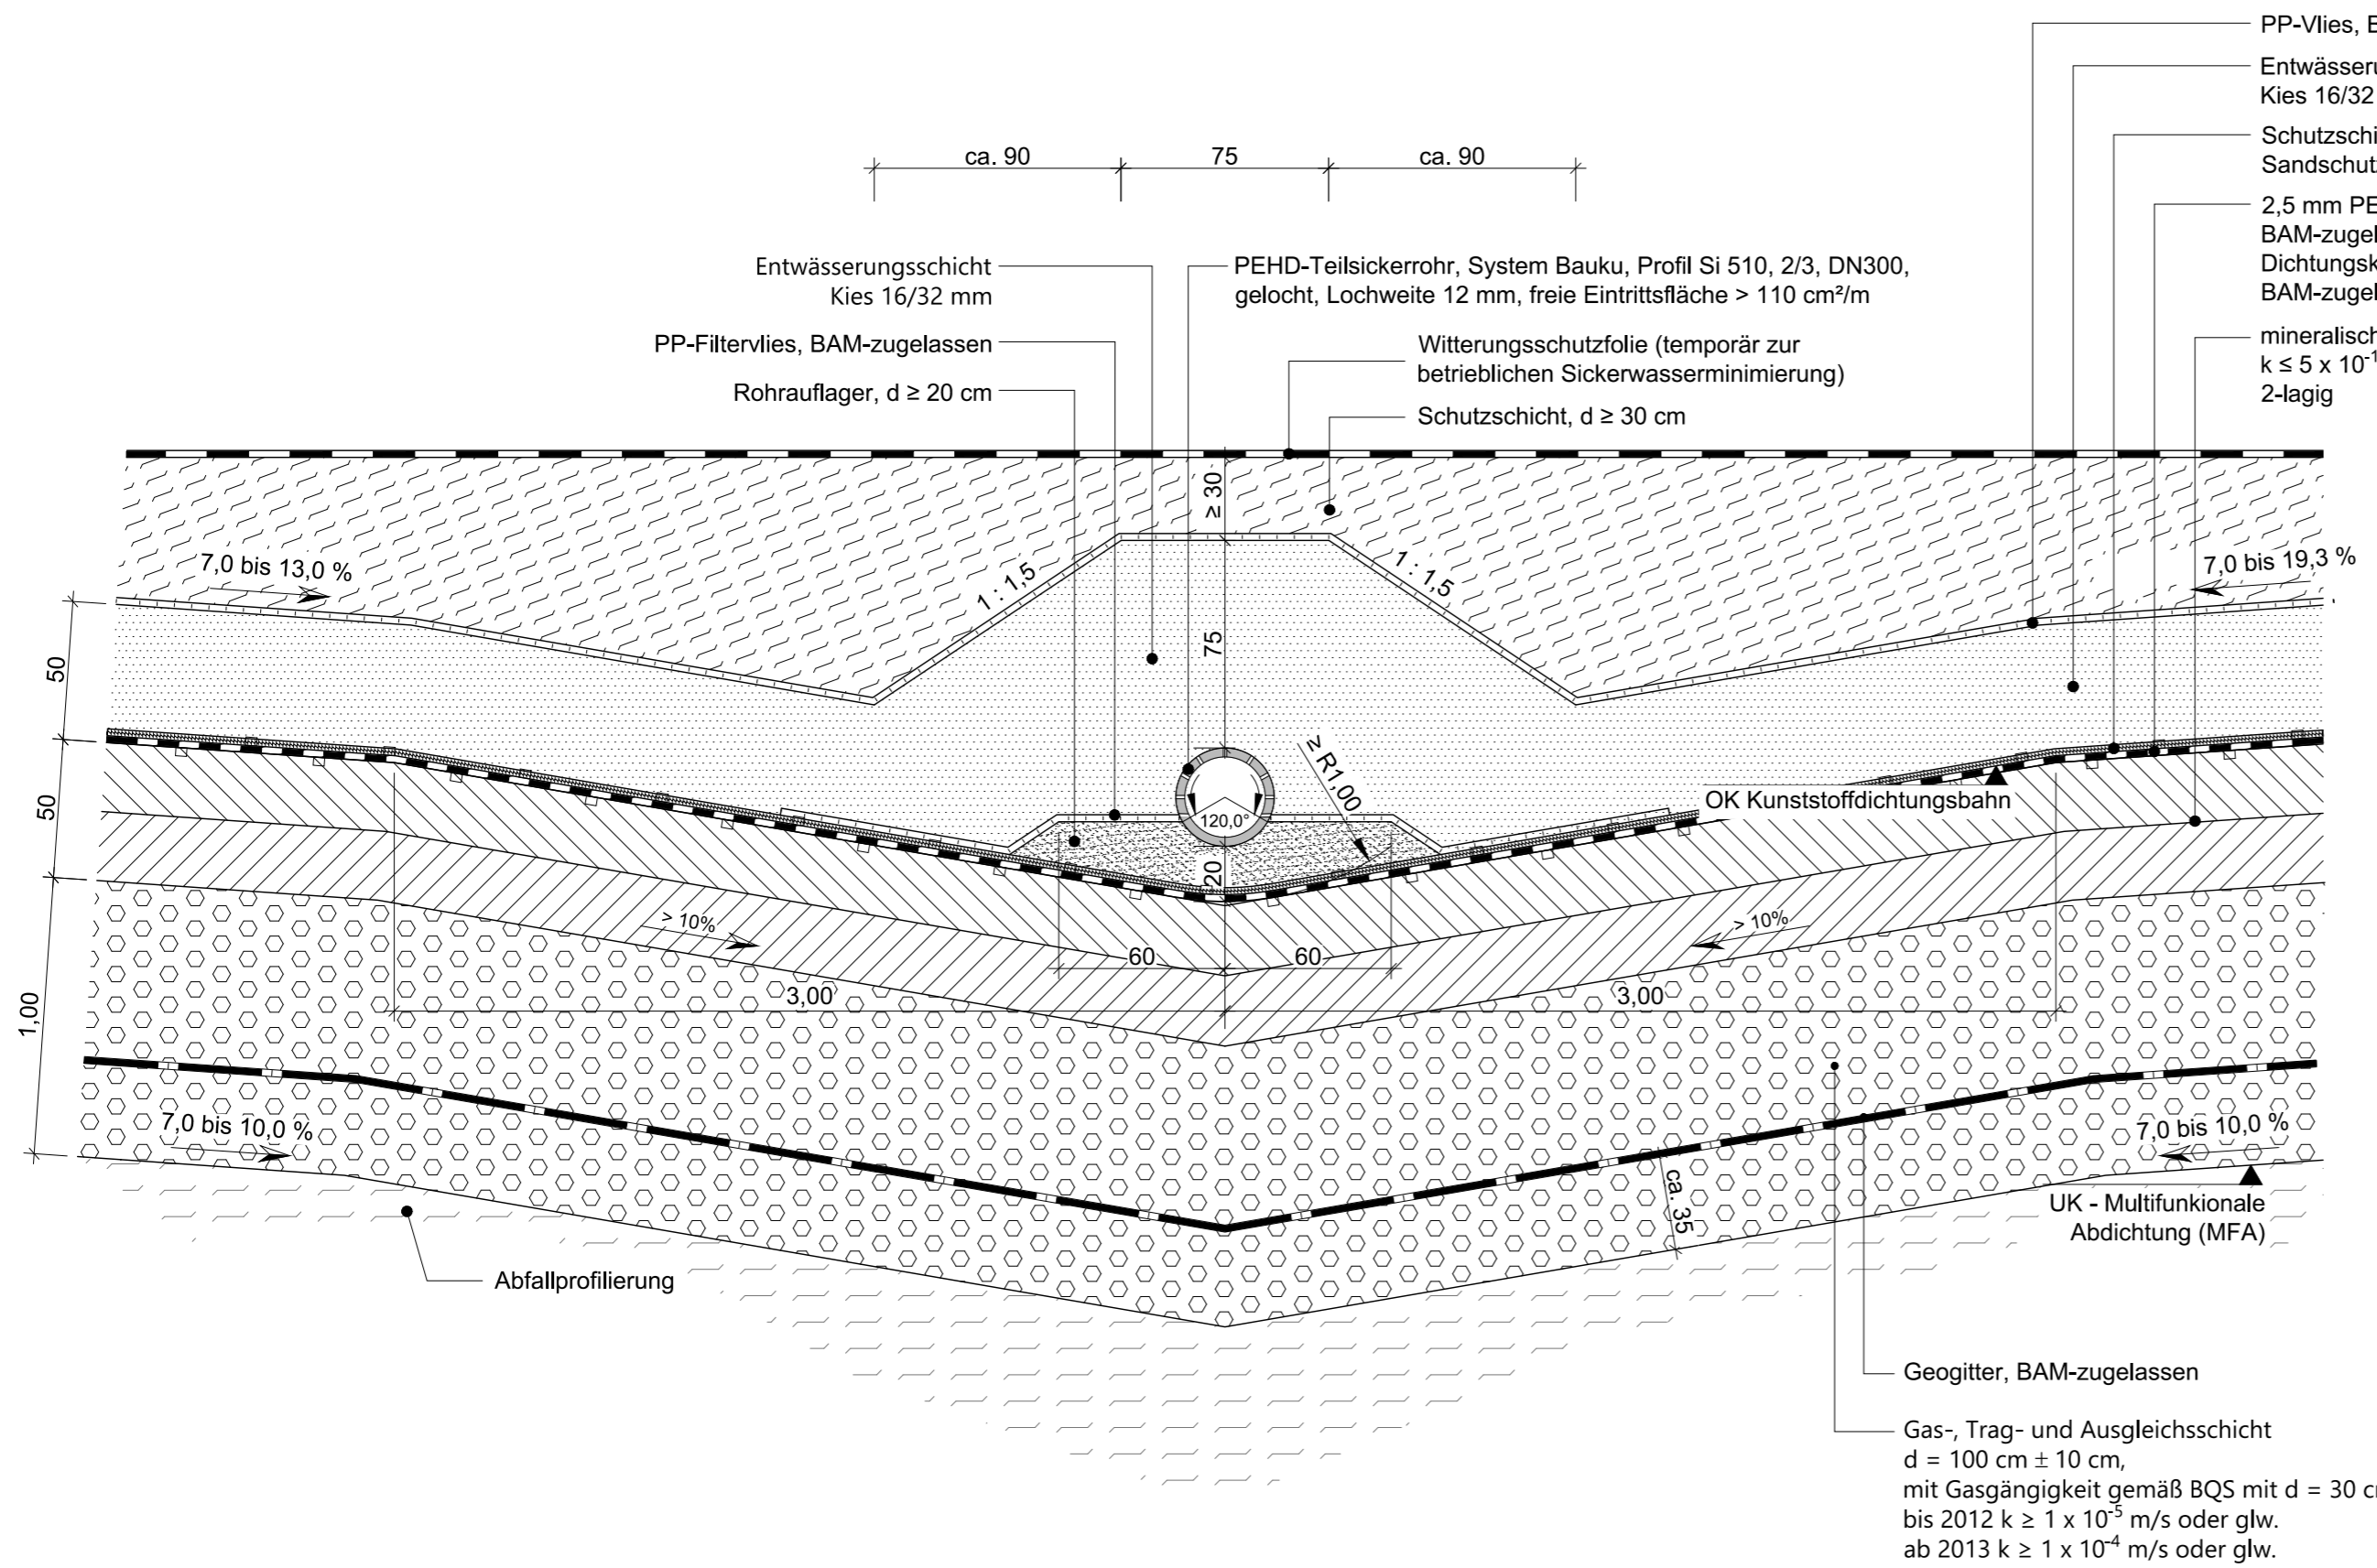 PP-Vlies,
Entwässeru
Kies 16/32
Schutzschi
Sandschut
2,5 mm PE
BAM-zugel
Dichtungsk
BAM-zugel
mineralisch
k ≤ 5 x 10⁻¹
2-lagig
ca. 90
75
ca. 90
Entwässerungsschicht
Kies 16/32 mm
PP-Filtervlies, BAM-zugelassen
Rohrauflager, d ≥ 20 cm
PEHD-Teilsickerrohr, System Bauku, Profil Si 510, 2/3, DN300,
gelocht, Lochweite 12 mm, freie Eintrittsfläche > 110 cm²/m
Witterungsschutzfolie (temporär zur
betrieblichen Sickerwasserminimierung)
Schutzschicht, d ≥ 30 cm
≥ 30
7,0 bis 13,0 %
1 : 1,5
1 : 1,5
7,0 bis 19,3 %
50
75
≥ R1,00
50
120,0°
OK Kunststoffdichtungsbahn
20
> 10%
> 10%
60
60
3,00
3,00
1,00
7,0 bis 10,0 %
7,0 bis 10,0 %
ca. 35
UK - Multifunkionale
Abdichtung (MFA)
Abfallprofilierung
Geogitter, BAM-zugelassen
Gas-, Trag- und Ausgleichsschicht
d = 100 cm ± 10 cm,
mit Gasgängigkeit gemäß BQS mit d = 30 c
bis 2012 k ≥ 1 x 10⁻⁵ m/s oder glw.
ab 2013 k ≥ 1 x 10⁻⁴ m/s oder glw.